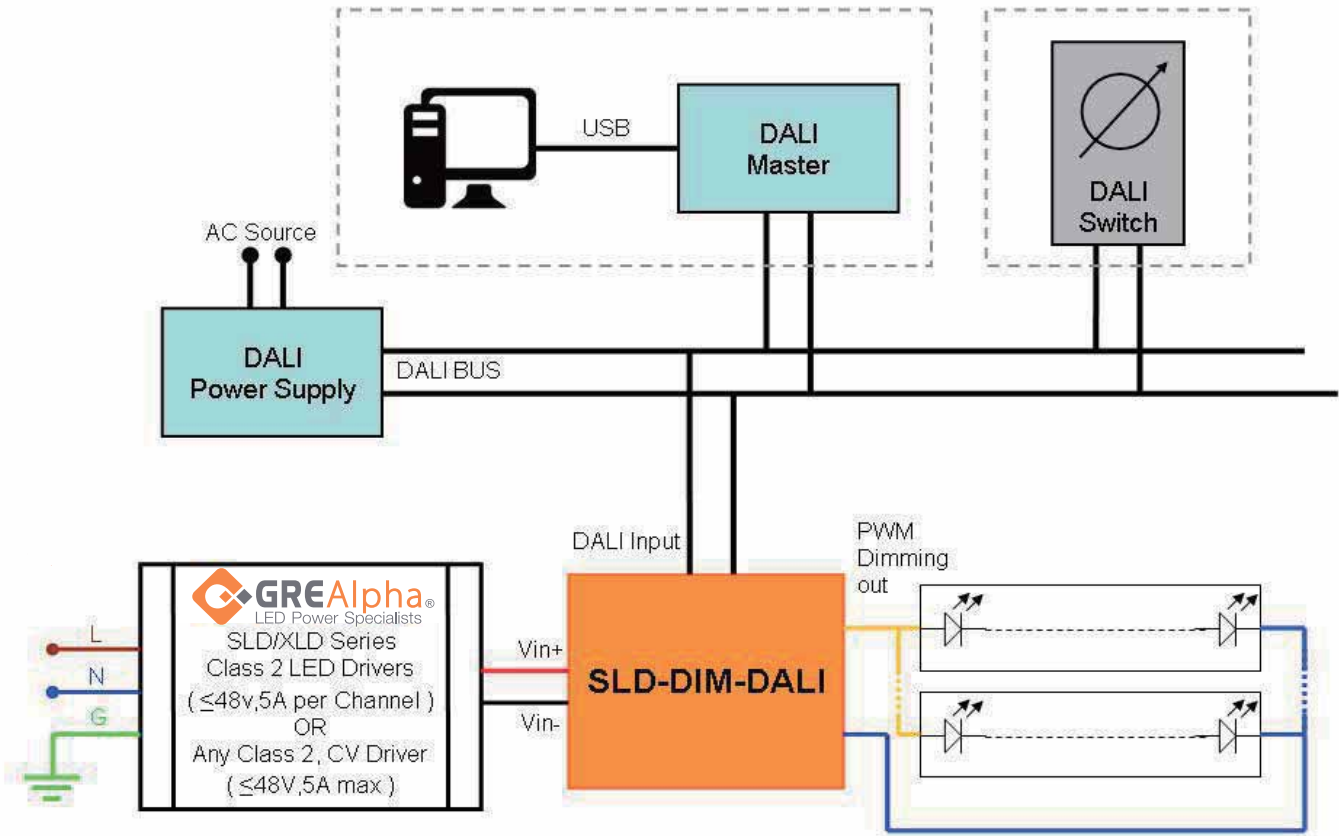 USB
DALI
Master
DALI
Switch
AC Source
DALI
Power Supply
DALI BUS
DALI Input
PWM
Dimming
out
GREAlpha®
LED Power Specialists
SLD/XLD Series
Class 2 LED Drivers
( ≤48v,5A per Channel )
OR
Any Class 2, CV Driver
( ≤48V,5A max )
L
N
G
Vin+
Vin-
SLD-DIM-DALI